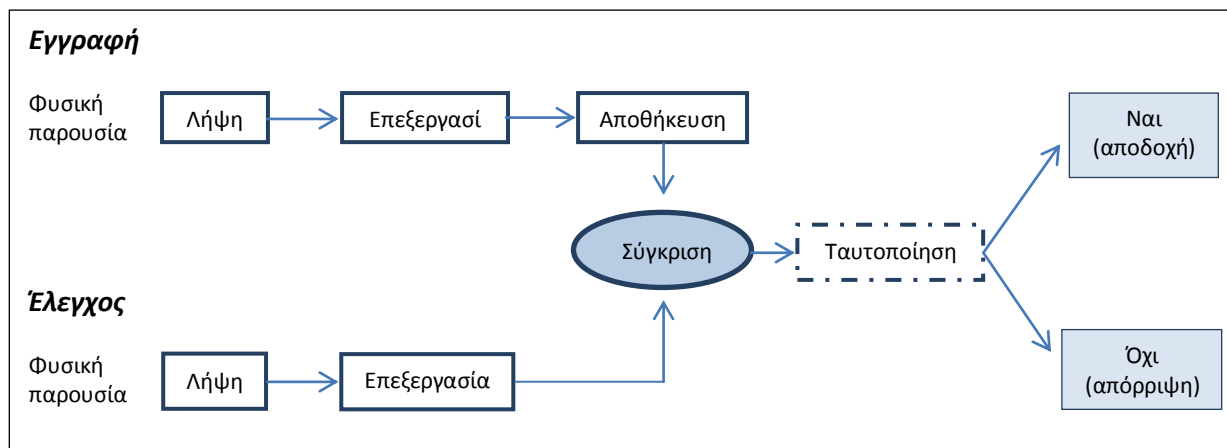 Εγγραφή
Φυσική
παρουσία
Λήψη
Επεξεργασί
Αποθήκευση
Ναι
(αποδοχή)
Σύγκριση
Ταυτοποίηση
Έλεγχος
Φυσική
παρουσία
Λήψη
Επεξεργασία
Όχι
(απόρριψη)